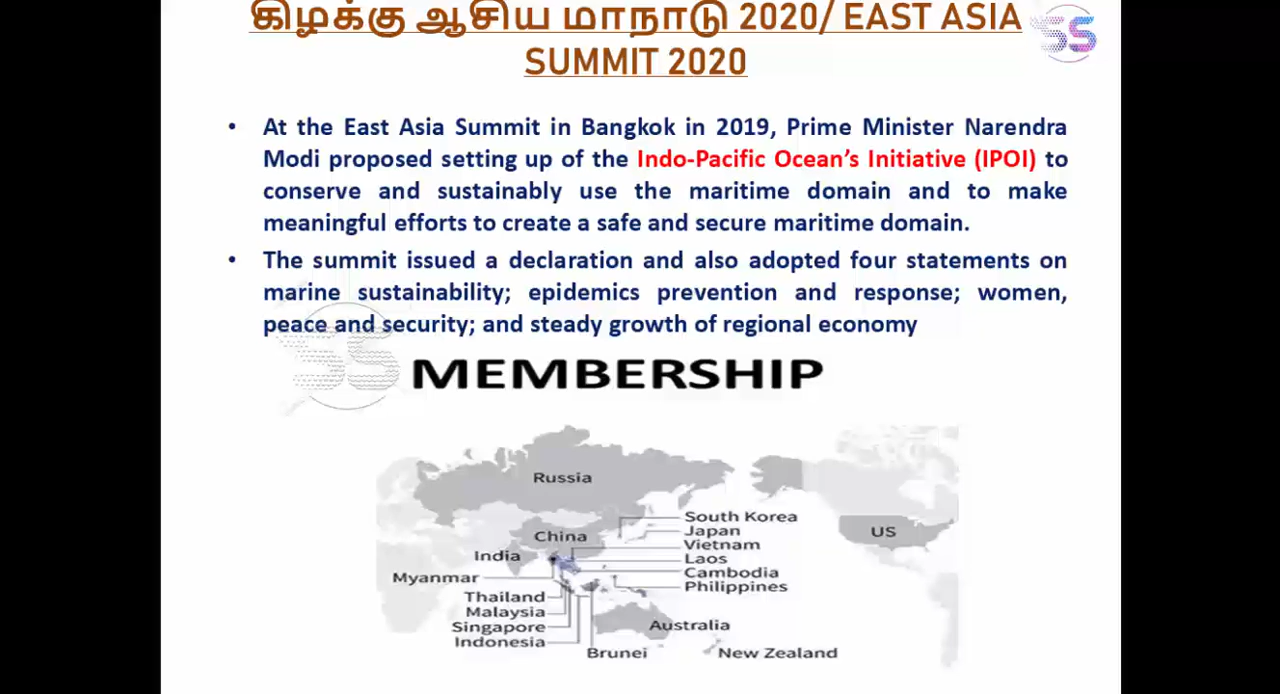 கிழக்கு ஆசிய மாநாடு 2020/ EAST ASIA
SUMMIT 2020
SS
• At the East Asia Summit in Bangkok in 2019, Prime Minister Narendra
Modi proposed setting up of the Indo-Pacific Ocean’s Initiative (IPOI) to
conserve and sustainably use the maritime domain and to make
meaningful efforts to create a safe and secure maritime domain.
• The summit issued a declaration and also adopted four statements on
marine sustainability; epidemics prevention and response; women,
peace and security; and steady growth of regional economy
SS
MEMBERSHIP
Russia
South Korea
Japan
China
US
Vietnam
India
Laos
Cambodia
Myanmar
Philippines
Thailand
Malaysia
Singapore
Australia
Indonesia
Brunei
New Zealand